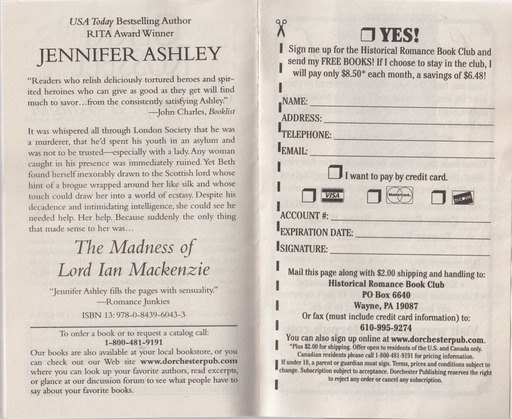 USA Today Bestselling Author
RITA Award Winner
JENNIFER ASHLEY
"Readers who relish deliciously tortured heroes and spir-
ited heroines who can give as good as they get will find
much to savor...from the consistently satisfying Ashley."
—John Charles, Booklist
It was whispered all through London Society that he was
a murderer, that he'd spent his youth in an asylum and
was not to be trusted—especially with a lady. Any woman
caught in his presence was immediately ruined. Yet Beth
found herself inexorably drawn to the Scottish lord whose
hint of a brogue wrapped around her like silk and whose
touch could draw her into a world of ecstasy. Despite his
decadence and intimidating intelligence, she could see he
needed help. Her help. Because suddenly the only thing
that made sense to her was...
The Madness of
Lord Ian Mackenzie
"Jennifer Ashley fills the pages with sensuality."
—Romance Junkies
ISBN 13: 978-0-8439-6043-3
To order a book or to request a catalog call:
1-800-481-9191
Our books are also available at your local bookstore, or you
can check out our Web site www.dorchesterpub.com
where you can look up your favorite authors, read excerpts,
or glance at our discussion forum to see what people have to
say about your favorite books.
YES!
Sign me up for the Historical Romance Book Club and
send my FREE BOOKS! If I choose to stay in the club, I
will pay only $8.50* each month, a savings of $6.48!
NAME:
ADDRESS:
TELEPHONE:
EMAIL:
I want to pay by credit card.
VISA
ACCOUNT #:
EXPIRATION DATE:
SIGNATURE:
Mail this page along with $2.00 shipping and handling to:
Historical Romance Book Club
PO Box 6640
Wayne, PA 19087
Or fax (must include credit card information) to:
610-995-9274
You can also sign up online at www.dorchesterpub.com.
*Plus $2.00 for shipping. Offer open to residents of the U.S. and Canada only.
Canadian residents please call 1-800-481-9191 for pricing information.
If under 18, a parent or guardian must sign. Terms, prices and conditions subject to
change. Subscription subject to acceptance. Dorchester Publishing reserves the right
to reject any order or cancel any subscription.